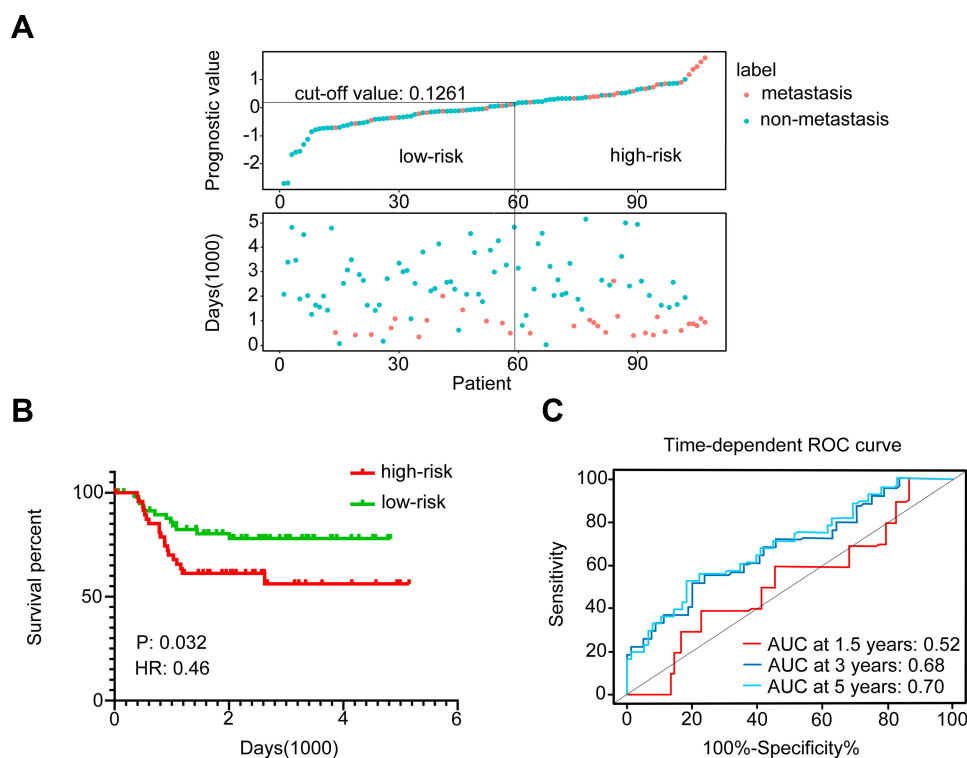 A
Prognostic value
1
0
-1
-2
cut-off value: 0.1261
low-risk
high-risk
0
30
60
90
label
metastasis
non-metastasis
Days(1000)
5
4
3
2
1
0
0
30
60
90
Patient
B
Survival percent
100
50
0
high-risk
low-risk
P: 0.032
HR: 0.46
0
2
4
6
Days(1000)
C
Time-dependent ROC curve
Sensitivity
100
80
60
40
20
0
AUC at 1.5 years: 0.52
AUC at 3 years: 0.68
AUC at 5 years: 0.70
0
20
40
60
80
100
100%-Specificity%